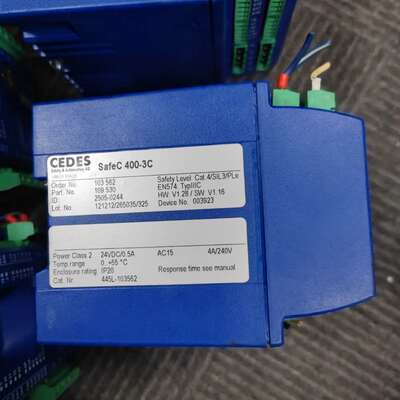 CEDES SafeC 400-3C
Safety & Automation AG
Order No. 103 562 Safety Level: Cat.4/SIL3/PLe
Part. No. 109 530 EN574: TypIIIC
ID: 2505-0244 HW: V1.28 / SW: V1.16
Lot. No. 121212/265035/325 Device No. 003923
Power Class 2 24VDC/0.5A AC15 4A/240V
Temp range 0...+55 °C
Enclosure rating IP20 Response time see manual
Cat. Nr. 445L-103562